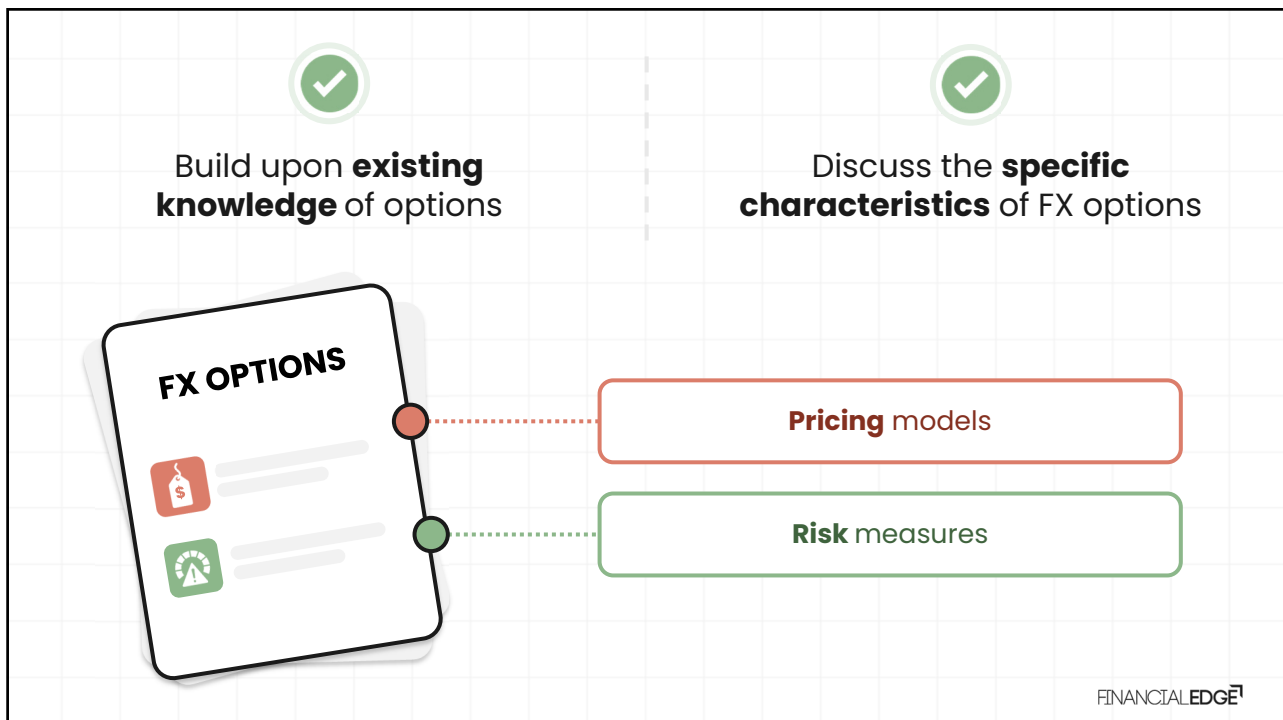 Build upon existing
knowledge of options
Discuss the specific
characteristics of FX options
FX OPTIONS
$
Pricing models
!
Risk measures
FINANCIALEDGE